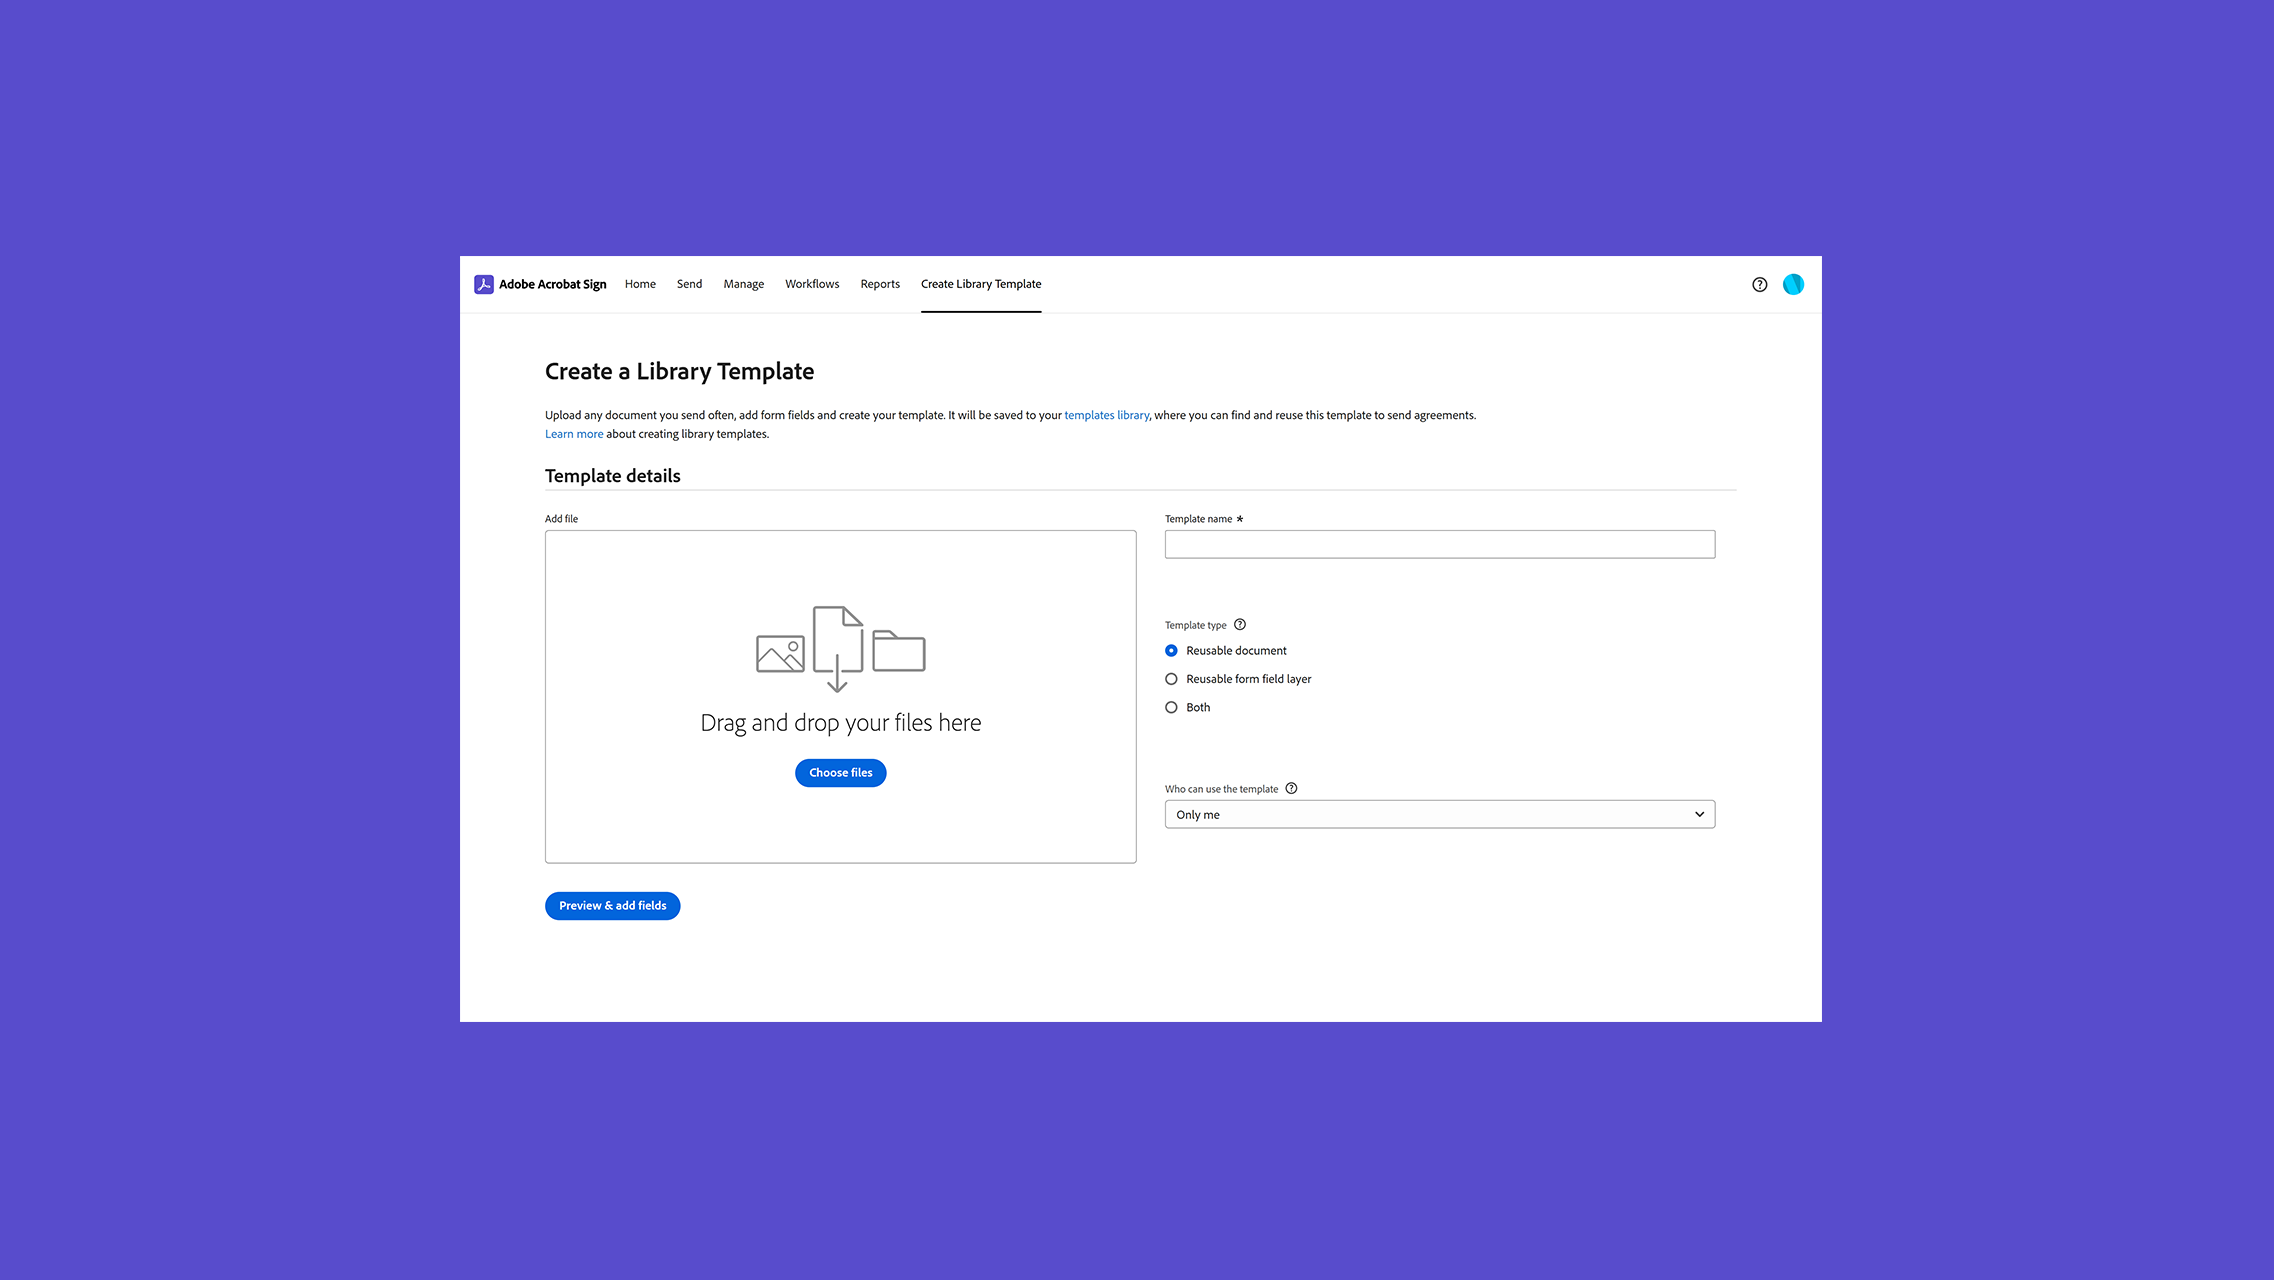 Adobe Acrobat Sign Home Send Manage Workflows Reports Create Library Template
Create a Library Template
Upload any document you send often, add form fields and create your template. It will be saved to your templates library, where you can find and reuse this template to send agreements.
Learn more about creating library templates.
Template details
Add file
Drag and drop your files here
Choose files
Template name *
Template type
Reusable document
Reusable form field layer
Both
Who can use the template
Only me
Preview & add fields